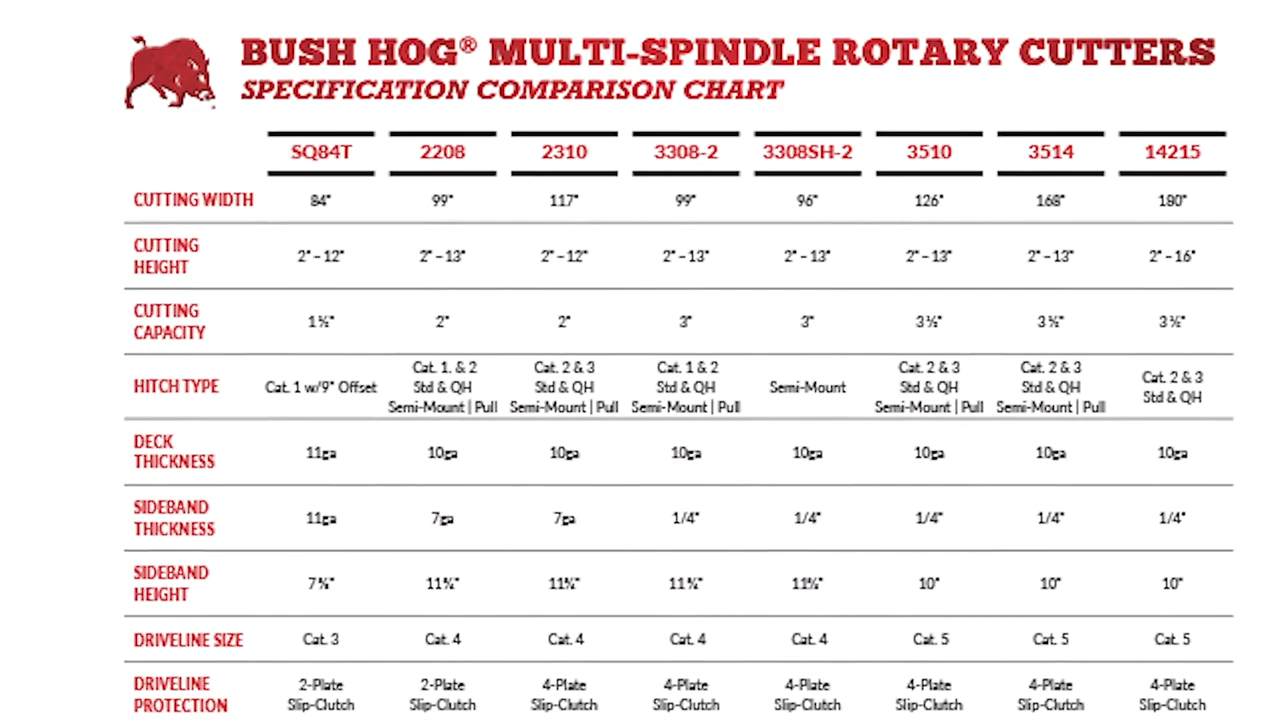 BUSH HOG® MULTI-SPINDLE ROTARY CUTTERS
SPECIFICATION COMPARISON CHART
SQ84T 2208 2310 3308-2 3308SH-2 3510 3514 14215
CUTTING WIDTH 84" 99" 117" 99" 96" 126" 168" 180"
CUTTING
HEIGHT 2" – 12" 2" – 13" 2" – 12" 2" – 13" 2" – 13" 2" – 13" 2" – 13" 2" – 16"
CUTTING
CAPACITY 2" 2" 3" 3"
HITCH TYPE Cat. 1 w/9" Offset Cat. 1. & 2 Std & QH Semi-Mount | Pull Cat. 2 & 3 Std & QH Semi-Mount | Pull Cat. 1 & 2 Std & QH Semi-Mount | Pull Semi-Mount Cat. 2 & 3 Std & QH Semi-Mount | Pull Cat. 2 & 3 Std & QH Semi-Mount | Pull Cat. 2 & 3 Std & QH
DECK
THICKNESS 11ga 10ga 10ga 10ga 10ga 10ga 10ga 10ga
SIDEBAND
THICKNESS 11ga 7ga 7ga 1/4" 1/4" 1/4" 1/4" 1/4"
SIDEBAND
HEIGHT 10" 10" 10"
DRIVELINE SIZE Cat. 3 Cat. 4 Cat. 4 Cat. 4 Cat. 4 Cat. 5 Cat. 5 Cat. 5
DRIVELINE 2-Plate 2-Plate 4-Plate 4-Plate 4-Plate 4-Plate 4-Plate 4-Plate
PROTECTION Slip-Clutch Slip-Clutch Slip-Clutch Slip-Clutch Slip-Clutch Slip-Clutch Slip-Clutch Slip-Clutch